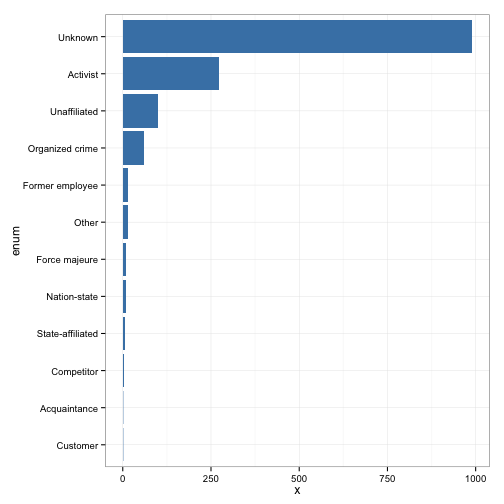 Unknown
Activist
Unaffiliated
Organized crime
Former employee
Other
Force majeure
Nation-state
State-affiliated
Competitor
Acquaintance
Customer
enum
0 250 500 750 1000
x